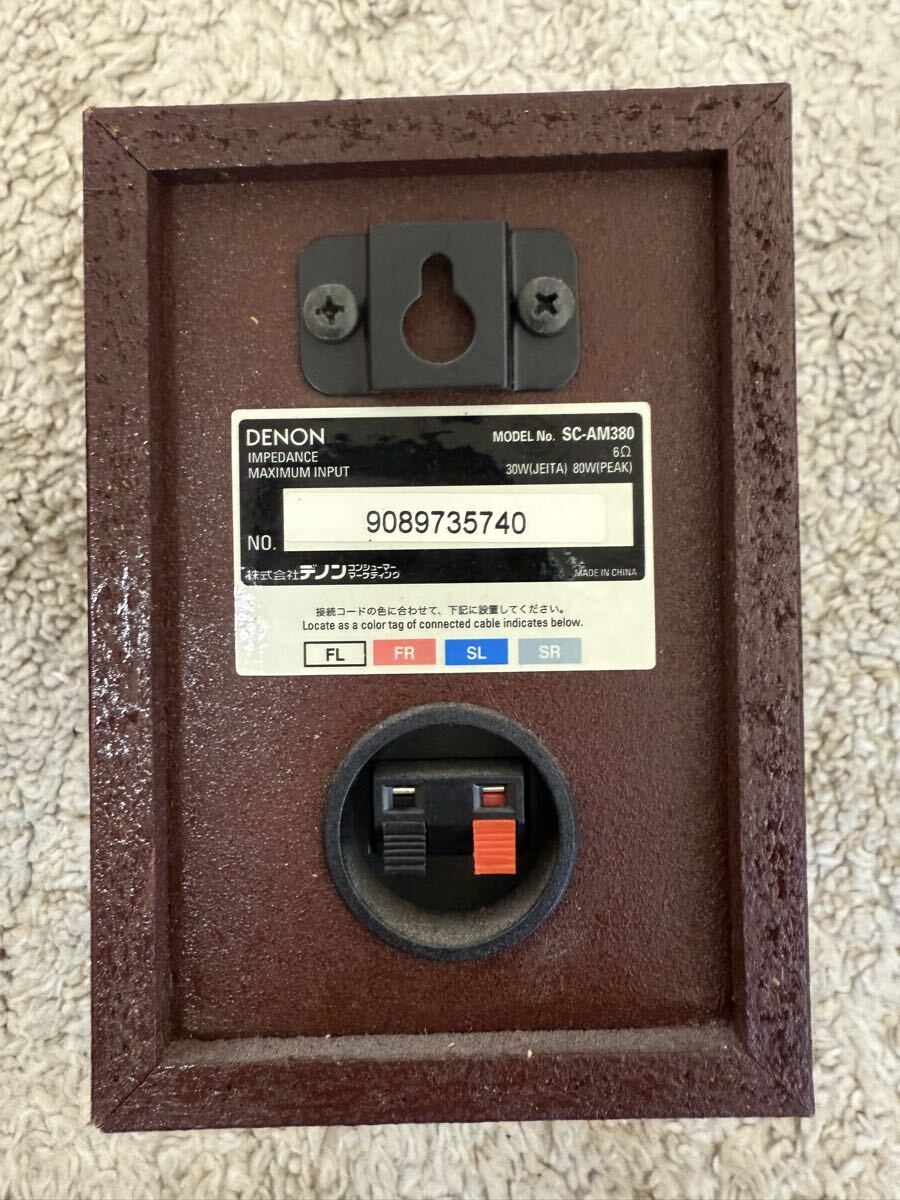 DENON
MODEL No. SC-AM380
IMPEDANCE 6Ω
MAXIMUM INPUT 30W(JEITA) 80W(PEAK)
NO. 9089735740
株式会社デノン コンシューマー マーケティング
MADE IN CHINA
接続コードの色に合わせて、下記に設置してください。
Locate as a color tag of connected cable indicates below.
FL FR SL SR